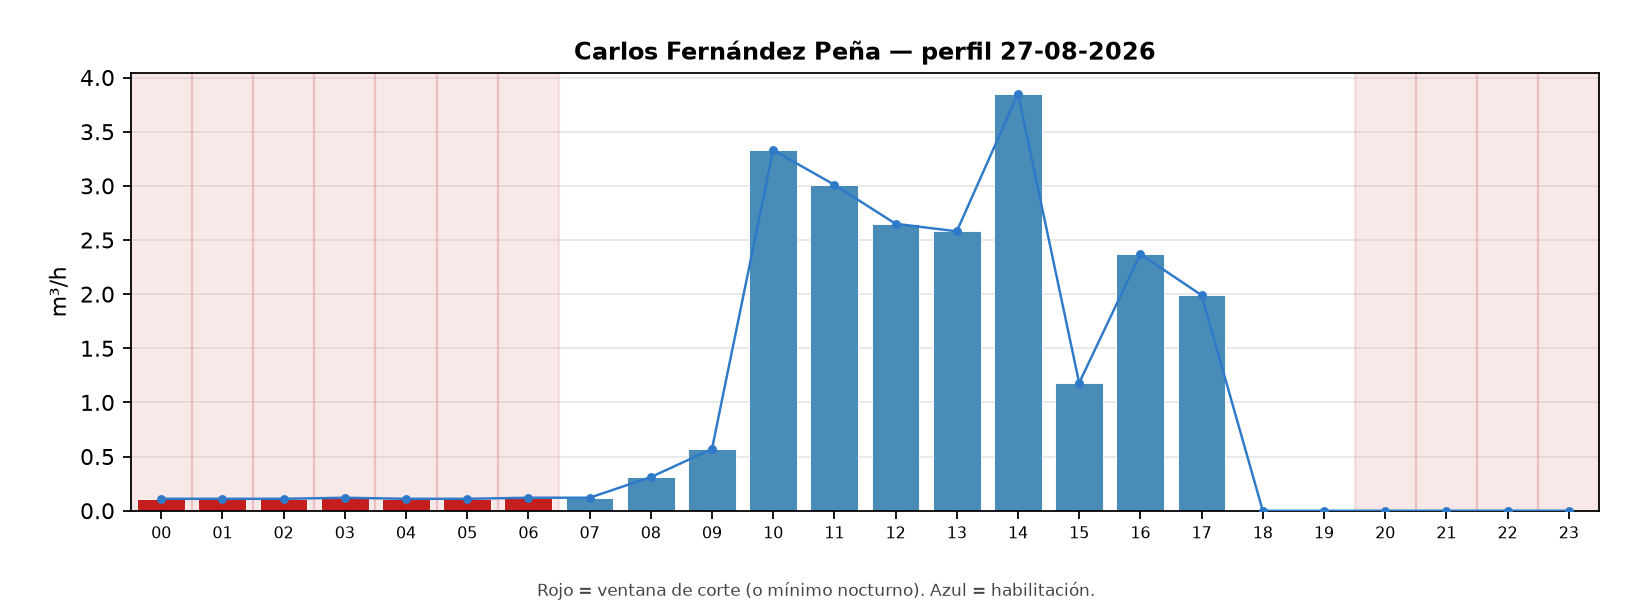 Carlos Fernández Peña — perfil 27-08-2026
4.0
3.5
3.0
2.5
2.0
1.5
1.0
0.5
0.0
m³/h
00 01 02 03 04 05 06 07 08 09 10 11 12 13 14 15 16 17 18 19 20 21 22 23
Rojo = ventana de corte (o mínimo nocturno). Azul = habilitación.